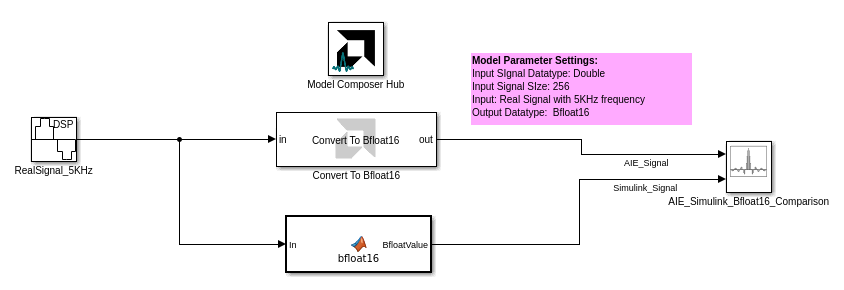 Model Composer Hub
Model Parameter Settings:
Input SIgnal Datatype: Double
Input Signal SIze: 256
Input: Real Signal with 5KHz frequency
Output Datatype:  Bfloat16
DSP
RealSignal_5KHz
in
Convert To Bfloat16
out
Convert To Bfloat16
AIE_Signal
Simulink_Signal
AIE_Simulink_Bfloat16_Comparison
In
BfloatValue
bfloat16